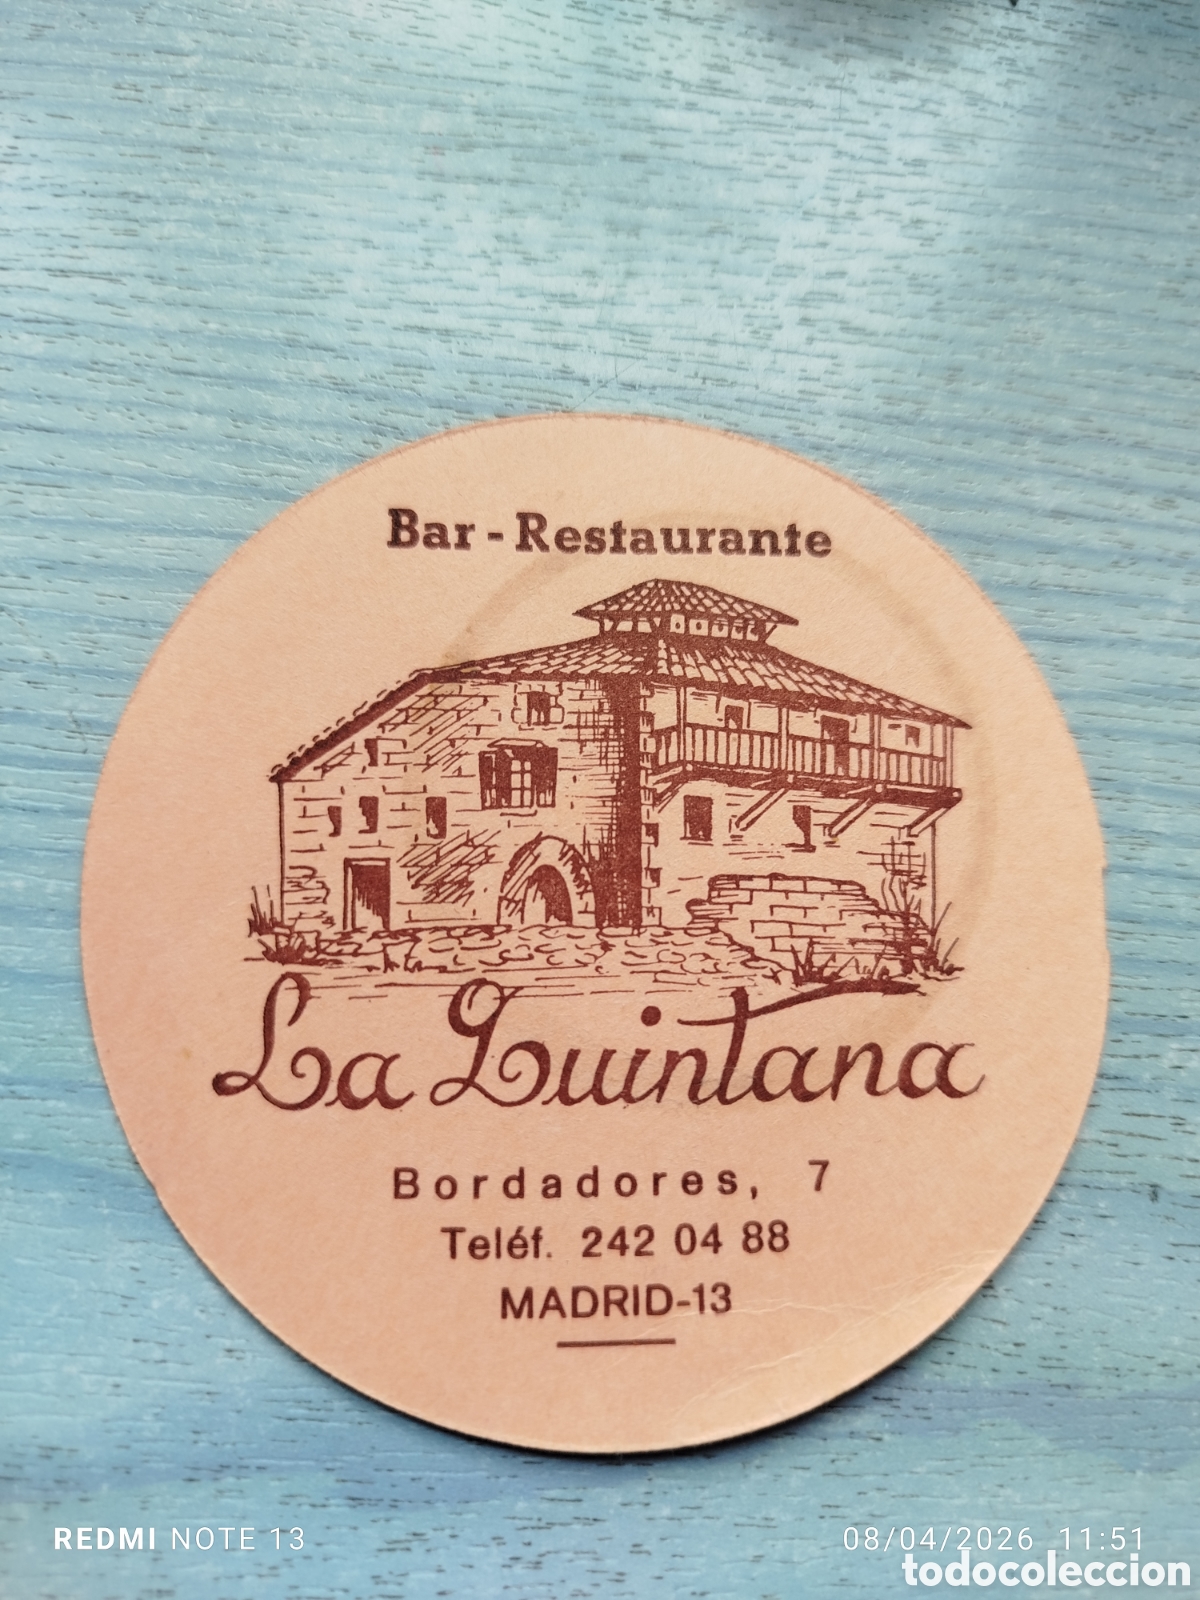 Bar - Restaurante
La Quintana
Bordadores, 7
Teléf. 242 04 88
MADRID-13
REDMI NOTE 13
08/04/2026 11:51
todocoleccion